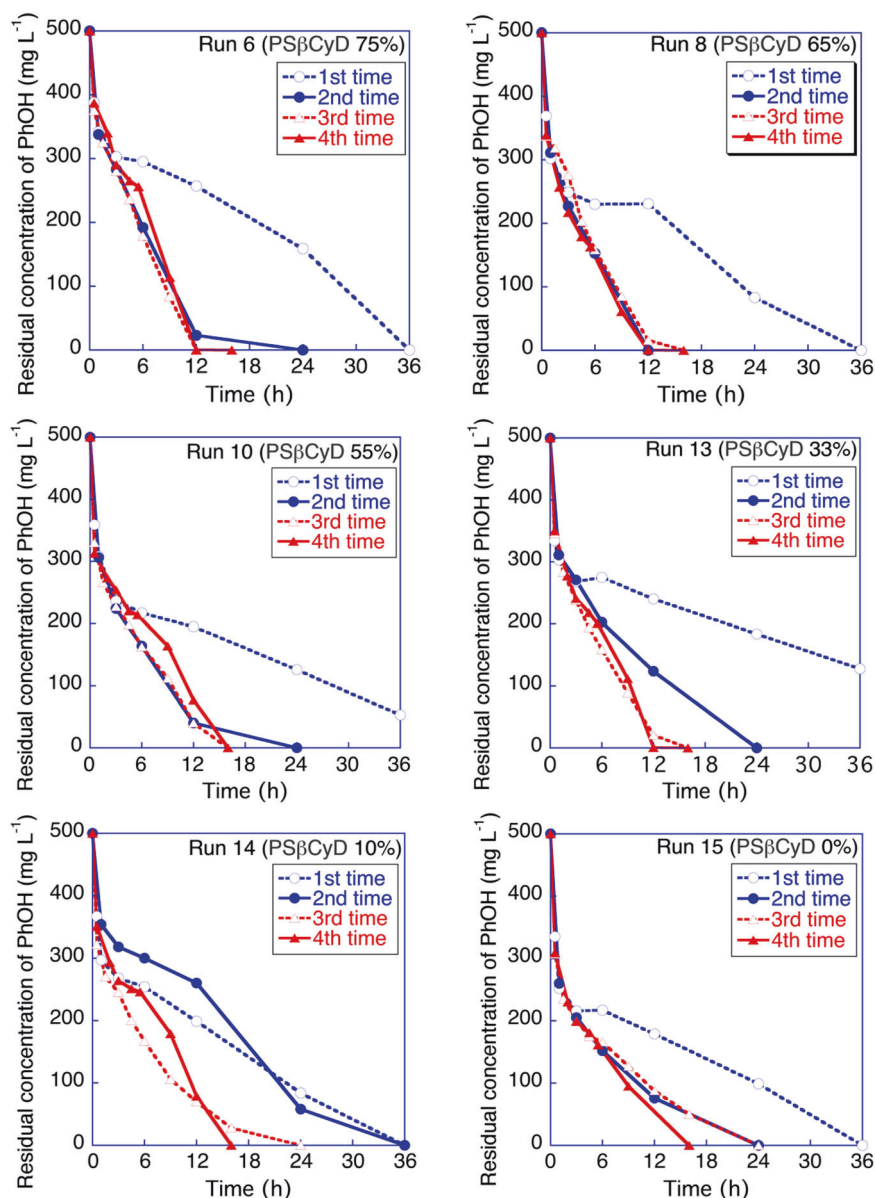 Run 6 (PSβCyD 75%)
1st time
2nd time
3rd time
4th time
Residual concentration of PhOH (mg L⁻¹)
500
400
300
200
100
0
0 6 12 18 24 30 36
Time (h)
Run 8 (PSβCyD 65%)
1st time
2nd time
3rd time
4th time
Residual concentration of PhOH (mg L⁻¹)
500
400
300
200
100
0
0 6 12 18 24 30 36
Time (h)
Run 10 (PSβCyD 55%)
1st time
2nd time
3rd time
4th time
Residual concentration of PhOH (mg L⁻¹)
500
400
300
200
100
0
0 6 12 18 24 30 36
Time (h)
Run 13 (PSβCyD 33%)
1st time
2nd time
3rd time
4th time
Residual concentration of PhOH (mg L⁻¹)
500
400
300
200
100
0
0 6 12 18 24 30 36
Time (h)
Run 14 (PSβCyD 10%)
1st time
2nd time
3rd time
4th time
Residual concentration of PhOH (mg L⁻¹)
500
400
300
200
100
0
0 6 12 18 24 30 36
Time (h)
Run 15 (PSβCyD 0%)
1st time
2nd time
3rd time
4th time
Residual concentration of PhOH (mg L⁻¹)
500
400
300
200
100
0
0 6 12 18 24 30 36
Time (h)